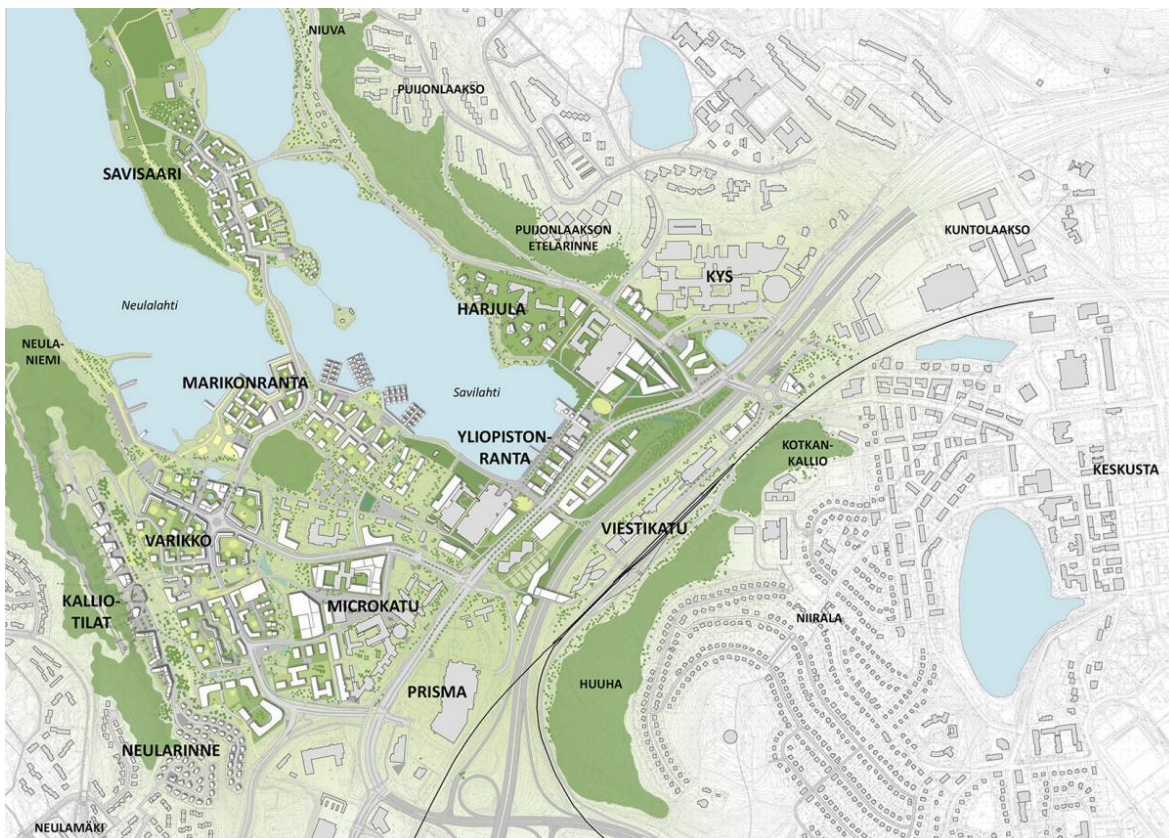 NIUVA
PUIJONLAAKSO
SAVISAARI
PUIJONLAAKSON
ETELÄRINNE
KUNTOLAAKSO
KYS
Neulalahti
HARJULA
NEULA-
NIEMI
MARIKONRANTA
Savilahti
YLIOPISTON-
RANTA
KOTKAN-
KALLIO
KESKUSTA
VIESTIKATU
VARIKKO
KALLIO-
TILAT
MICROKATU
NIIRALA
HUUHA
PRISMA
NEULARINNE
NEULAMÄKI